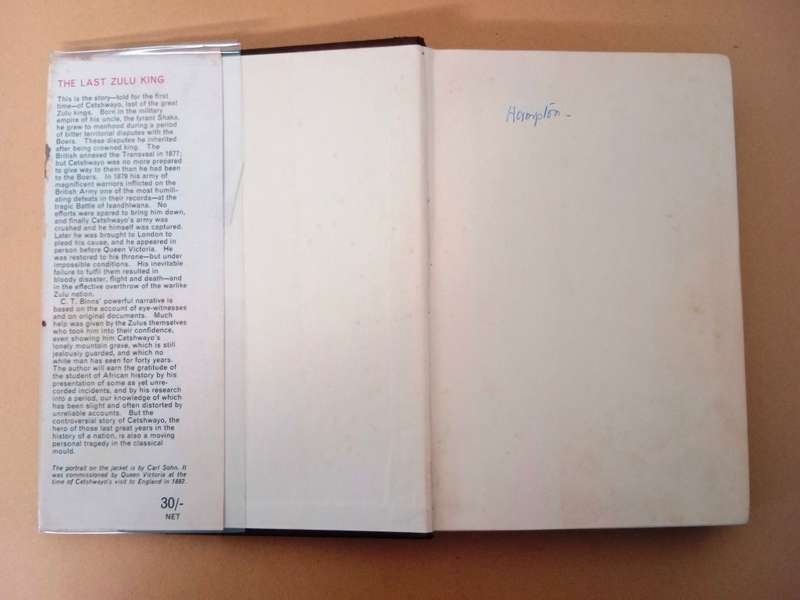 THE LAST ZULU KING
This is the story—told for the first
time—of Cetshwayo, last of the great
Zulu kings. Born in the military
empire of his uncle, the tyrant Shaka,
he grew to manhood during a period
of bitter territorial disputes with the
Boers. These disputes he inherited
after being crowned king. The
British annexed the Transvaal in 1877;
but Cetshwayo was no more prepared
to give way to them than he had been
to the Boers. In 1879 his army of
magnificent warriors inflicted on the
British Army one of the most humili-
ating defeats in their records—at the
tragic Battle of Isandhlwana. No
efforts were spared to bring him down,
and finally Cetshwayo's army was
crushed and he himself was captured.
Later he was brought to London to
plead his cause, and he appeared in
person before Queen Victoria. He
was restored to his throne—but under
impossible conditions. His inevitable
failure to fulfil them resulted in
bloody disaster, flight and death—and
in the effective overthrow of the warlike
Zulu nation.
C. T. Binns' powerful narrative is
based on the account of eye-witnesses
and on original documents. Much
help was given by the Zulus themselves
who took him into their confidence,
even showing him Cetshwayo's
lonely mountain grave, which is still
jealously guarded, and which no
white man has seen for forty years.
The author will earn the gratitude of
the student of African history by his
presentation of some as yet unre-
corded incidents, and by his research
into a period, our knowledge of which
has been slight and often distorted by
unreliable accounts. But the
controversial story of Cetshwayo, the
hero of those last great years in the
history of a nation, is also a moving
personal tragedy in the classical
mould.
The portrait on the jacket is by Carl Sohn. It
was commissioned by Queen Victoria at the
time of Cetshwayo's visit to England in 1882.
30/-
NET